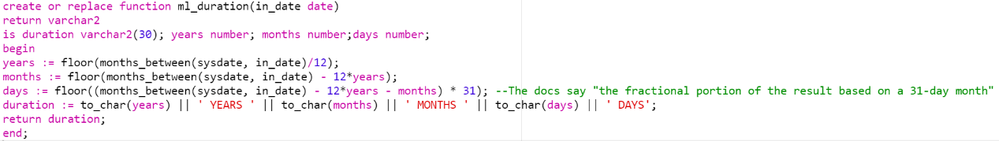 create or replace function ml_duration(in_date date)
return varchar2
is duration varchar2(30); years number; months number;days number;
begin
years := floor(months_between(sysdate, in_date)/12);
months := floor(months_between(sysdate, in_date) - 12*years);
days := floor((months_between(sysdate, in_date) - 12*years - months) * 31); --The docs say "the fractional portion of the result based on a 31-day month"
duration := to_char(years) || ' YEARS ' || to_char(months) || ' MONTHS ' || to_char(days) || ' DAYS';
return duration;
end;